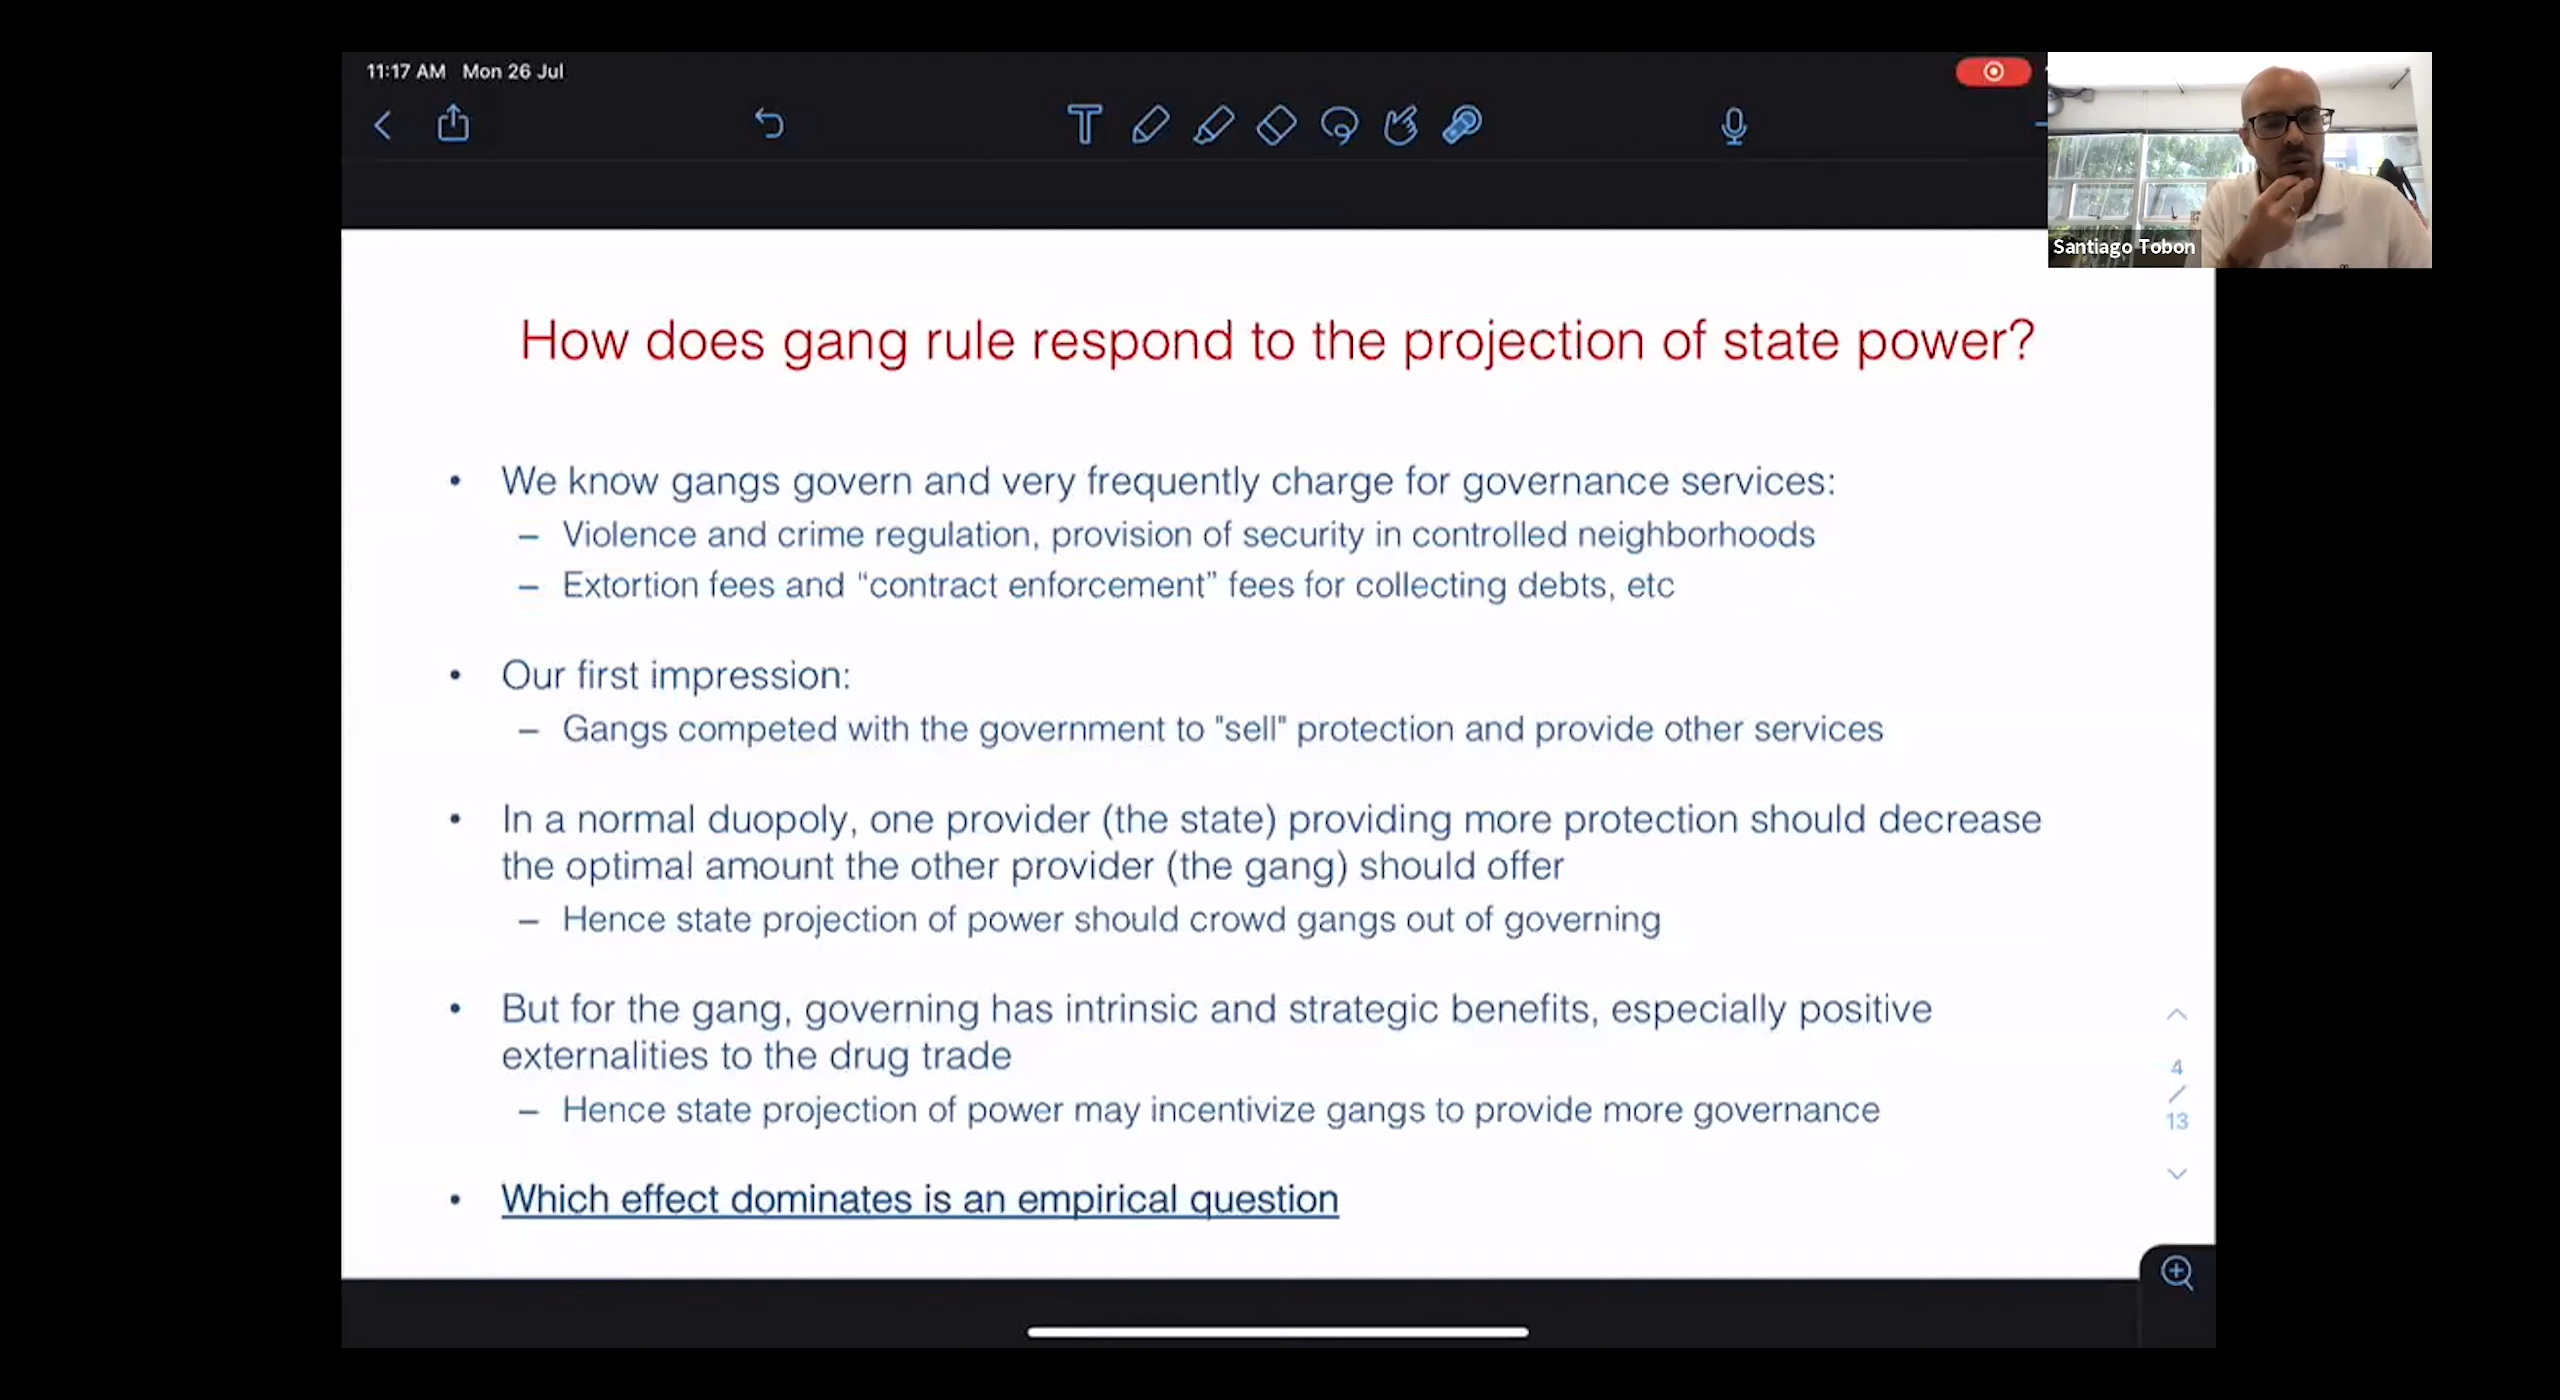 11:17 AM Mon 26 Jul
Santiago Tobon
How does gang rule respond to the projection of state power?
• We know gangs govern and very frequently charge for governance services:
– Violence and crime regulation, provision of security in controlled neighborhoods
– Extortion fees and “contract enforcement” fees for collecting debts, etc
• Our first impression:
– Gangs competed with the government to "sell" protection and provide other services
• In a normal duopoly, one provider (the state) providing more protection should decrease
the optimal amount the other provider (the gang) should offer
– Hence state projection of power should crowd gangs out of governing
• But for the gang, governing has intrinsic and strategic benefits, especially positive
externalities to the drug trade
– Hence state projection of power may incentivize gangs to provide more governance
• Which effect dominates is an empirical question
4
/
13